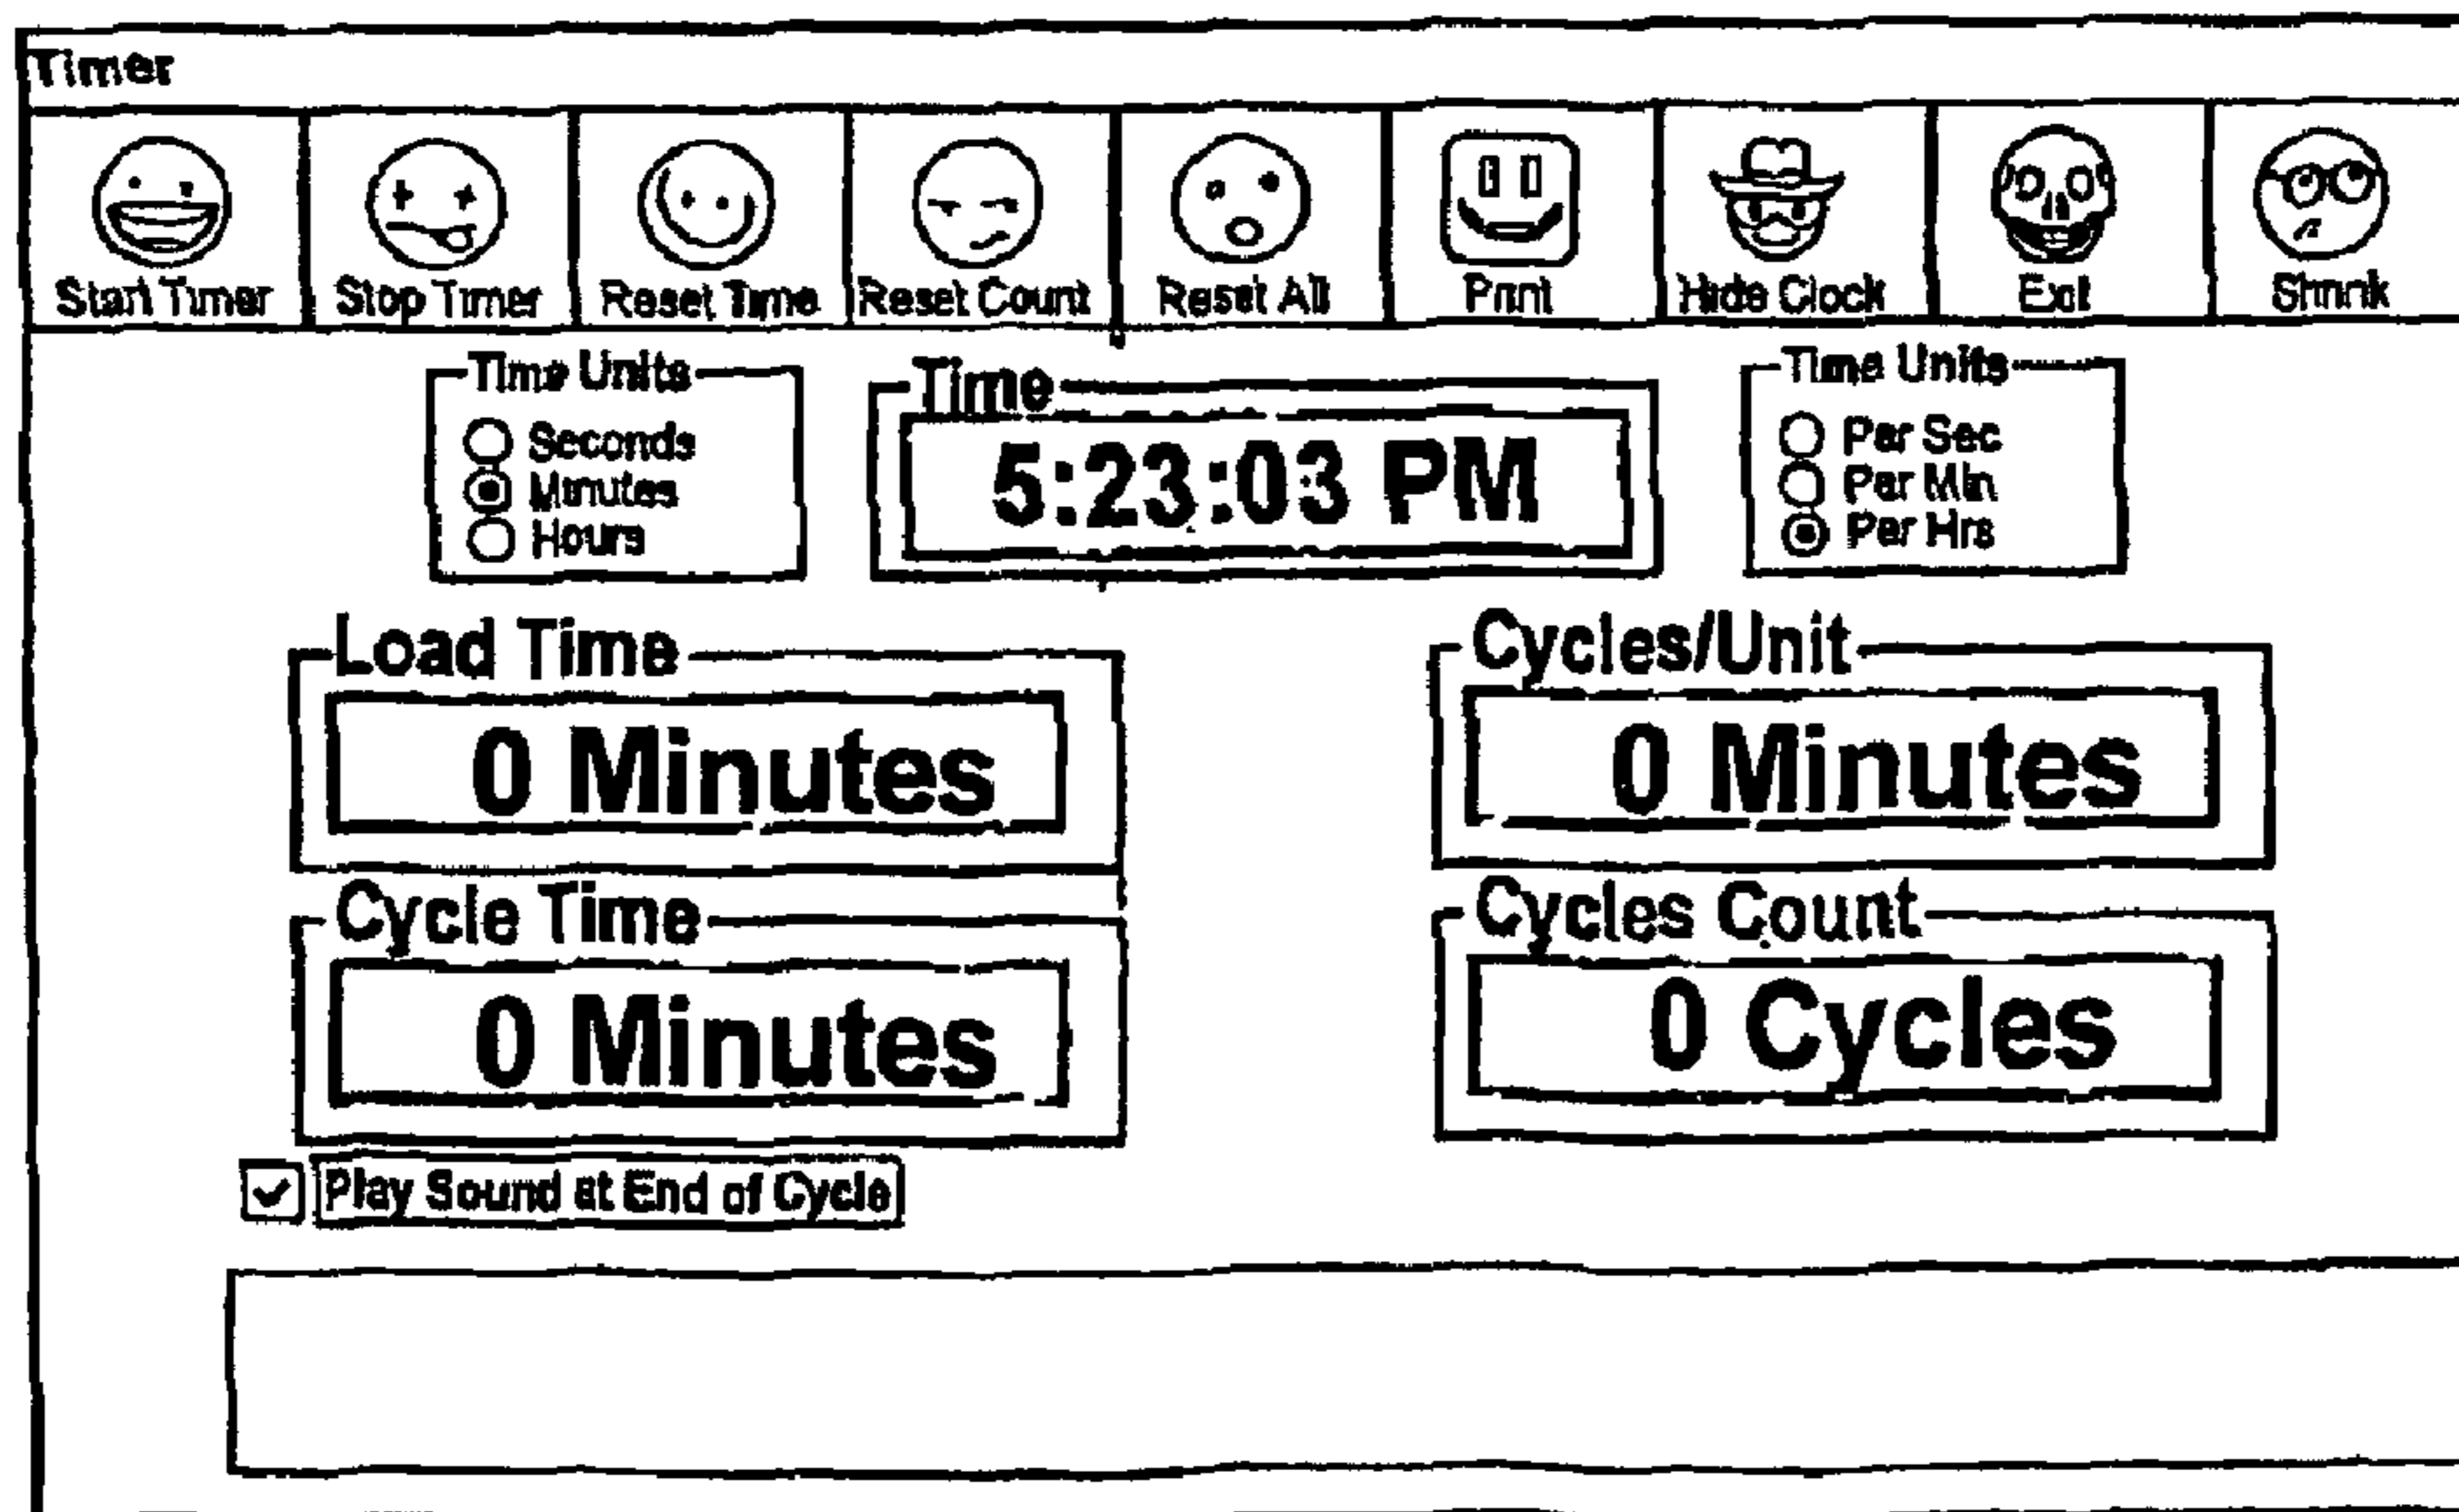 Timer
Start Timer Stop Timer Reset Time Reset Count Reset All Print Hide Clock Exit Shrink
Time Units
Seconds
Minutes
Hours
Time
5:23:03 PM
Time Units
Per Sec
Per Min
Per Hrs
Load Time
0 Minutes
Cycles/Unit
0 Minutes
Cycle Time
0 Minutes
Cycles Count
0 Cycles
Play Sound at End of Cycle